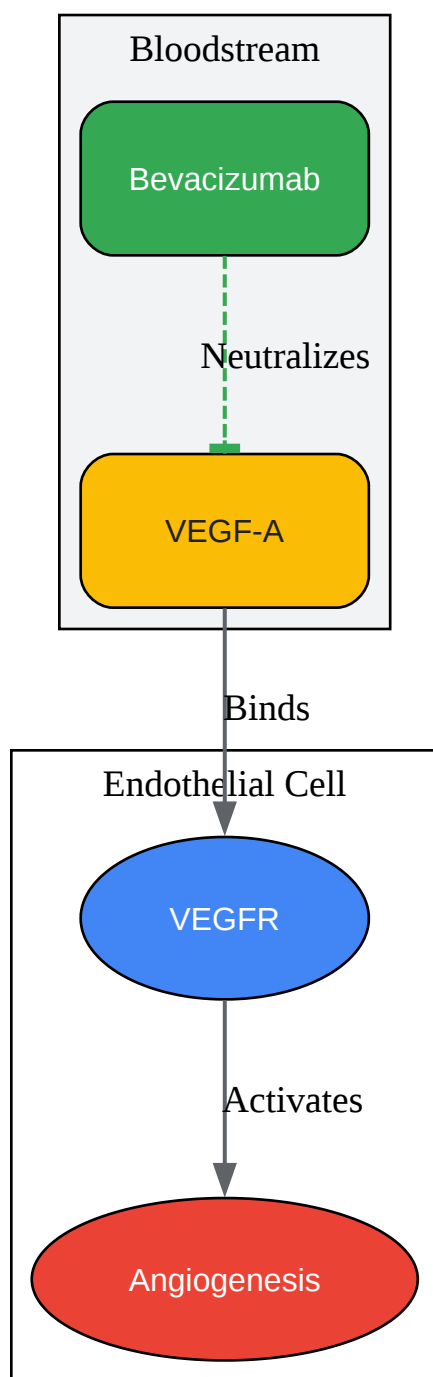 Bloodstream
Bevacizumab
Neutralizes
VEGF-A
Binds
Endothelial Cell
VEGFR
Activates
Angiogenesis